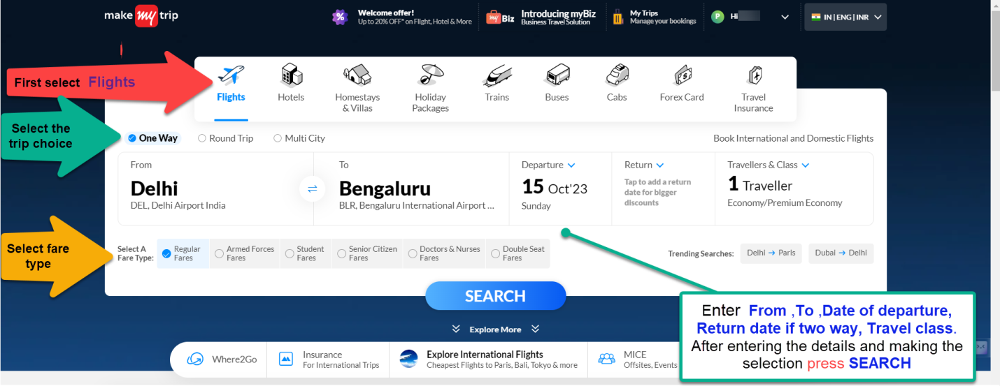 make my trip
%
Welcome offer!
Up to 20% OFF* on Flight, Hotel & More
my Biz
Introducing myBiz
Business Travel Solution
My Trips
Manage your bookings
P Hi
IN | ENG | INR
First select Flights
Flights
Hotels
Homestays
& Villas
Holiday
Packages
Trains
Buses
Cabs
Forex Card
Travel
Insurance
Select the
trip choice
One Way
Round Trip
Multi City
Book International and Domestic Flights
From
Delhi
DEL, Delhi Airport India
To
Bengaluru
BLR, Bengaluru International Airport ...
Departure
15 Oct'23
Sunday
Return
Tap to add a return
date for bigger
discounts
Travellers & Class
1 Traveller
Economy/Premium Economy
Select fare
type
Select A
Fare Type:
Regular
Fares
Armed Forces
Fares
Student
Fares
Senior Citizen
Fares
Doctors & Nurses
Fares
Double Seat
Fares
Trending Searches:
Delhi → Paris
Dubai → Delhi
SEARCH
Explore More
Enter From ,To ,Date of departure,
Return date if two way, Travel class.
After entering the details and making the
selection press SEARCH
Where2Go
Insurance
For International Trips
Explore International Flights
Cheapest Flights to Paris, Bali, Tokyo & more
MICE
Offsites, Events